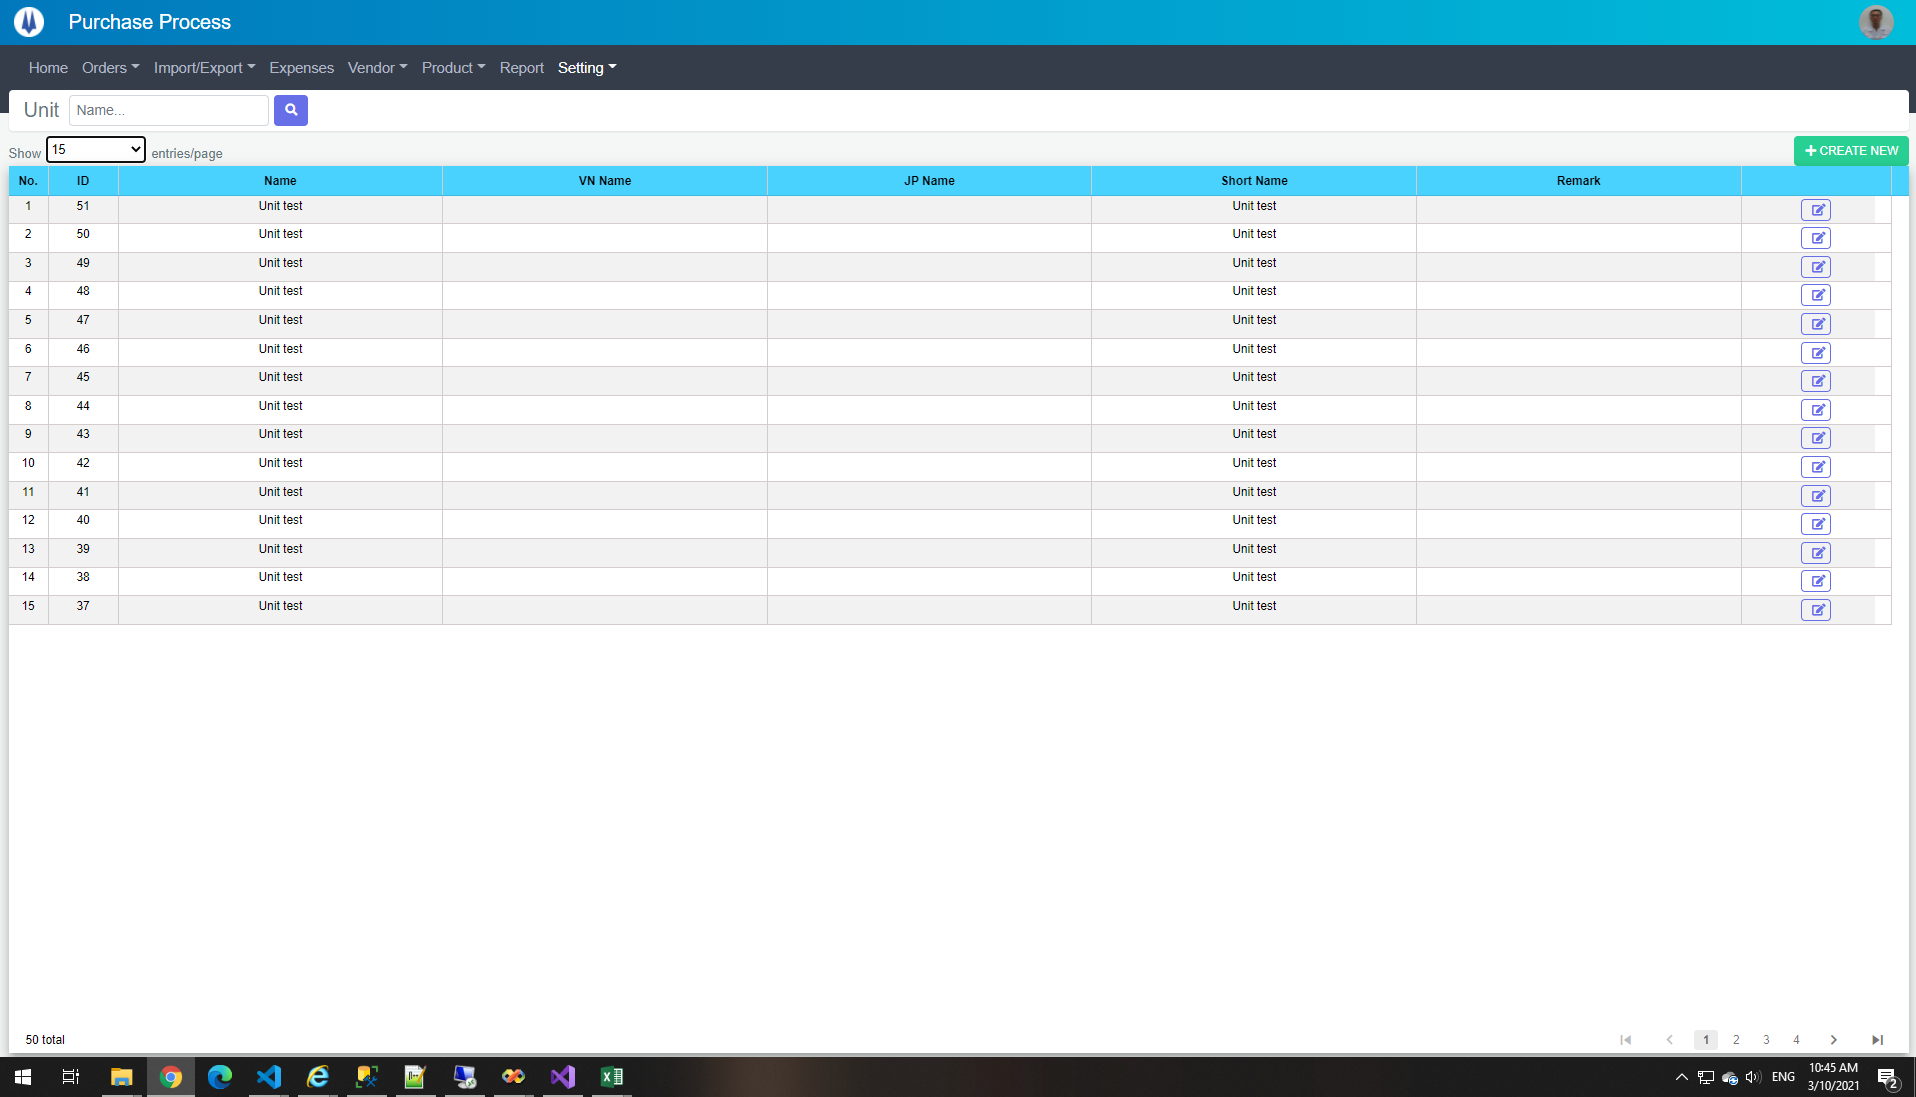 Purchase Process
Home Orders Import/Export Expenses Vendor Product Report Setting
Unit Name...
Show 15 entries/page + CREATE NEW
No. ID Name VN Name JP Name Short Name Remark
1 51 Unit test Unit test
2 50 Unit test Unit test
3 49 Unit test Unit test
4 48 Unit test Unit test
5 47 Unit test Unit test
6 46 Unit test Unit test
7 45 Unit test Unit test
8 44 Unit test Unit test
9 43 Unit test Unit test
10 42 Unit test Unit test
11 41 Unit test Unit test
12 40 Unit test Unit test
13 39 Unit test Unit test
14 38 Unit test Unit test
15 37 Unit test Unit test
50 total 1 2 3 4
ENG 10:45 AM
3/10/2021 2